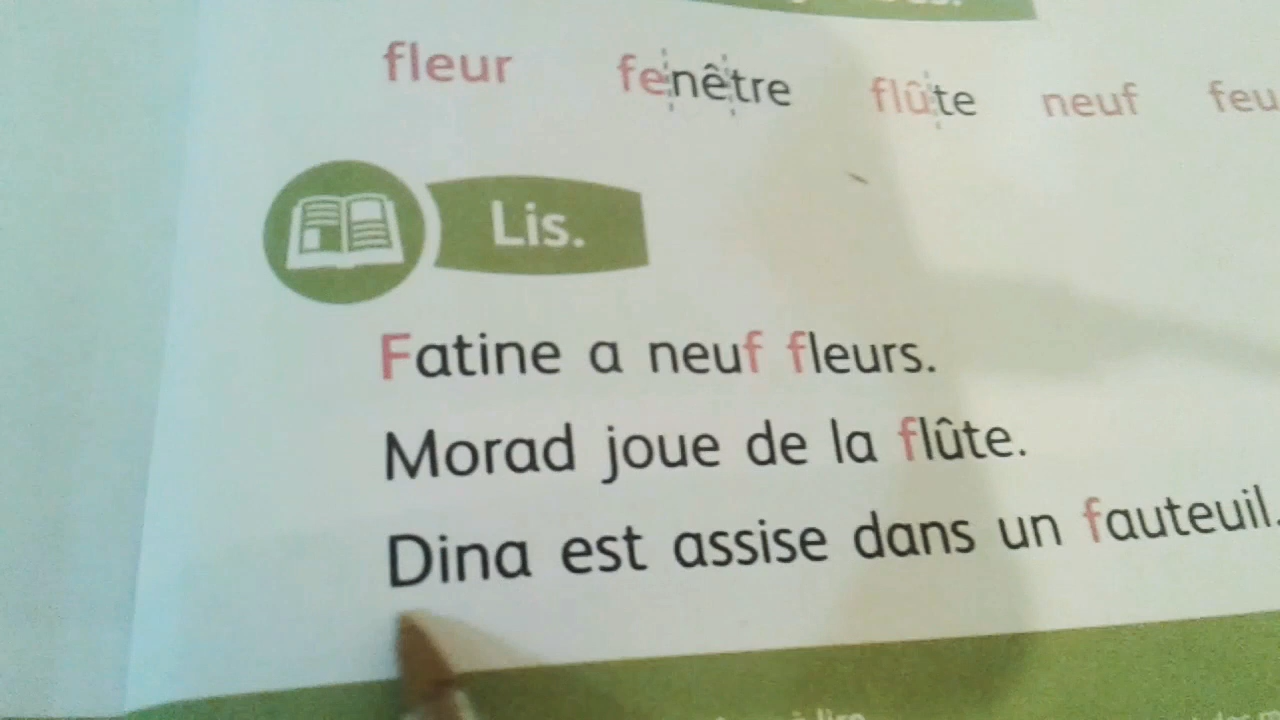 fleur fenêtre flûte neuf feu
Lis.
Fatine a neuf fleurs.
Morad joue de la flûte.
Dina est assise dans un fauteuil.